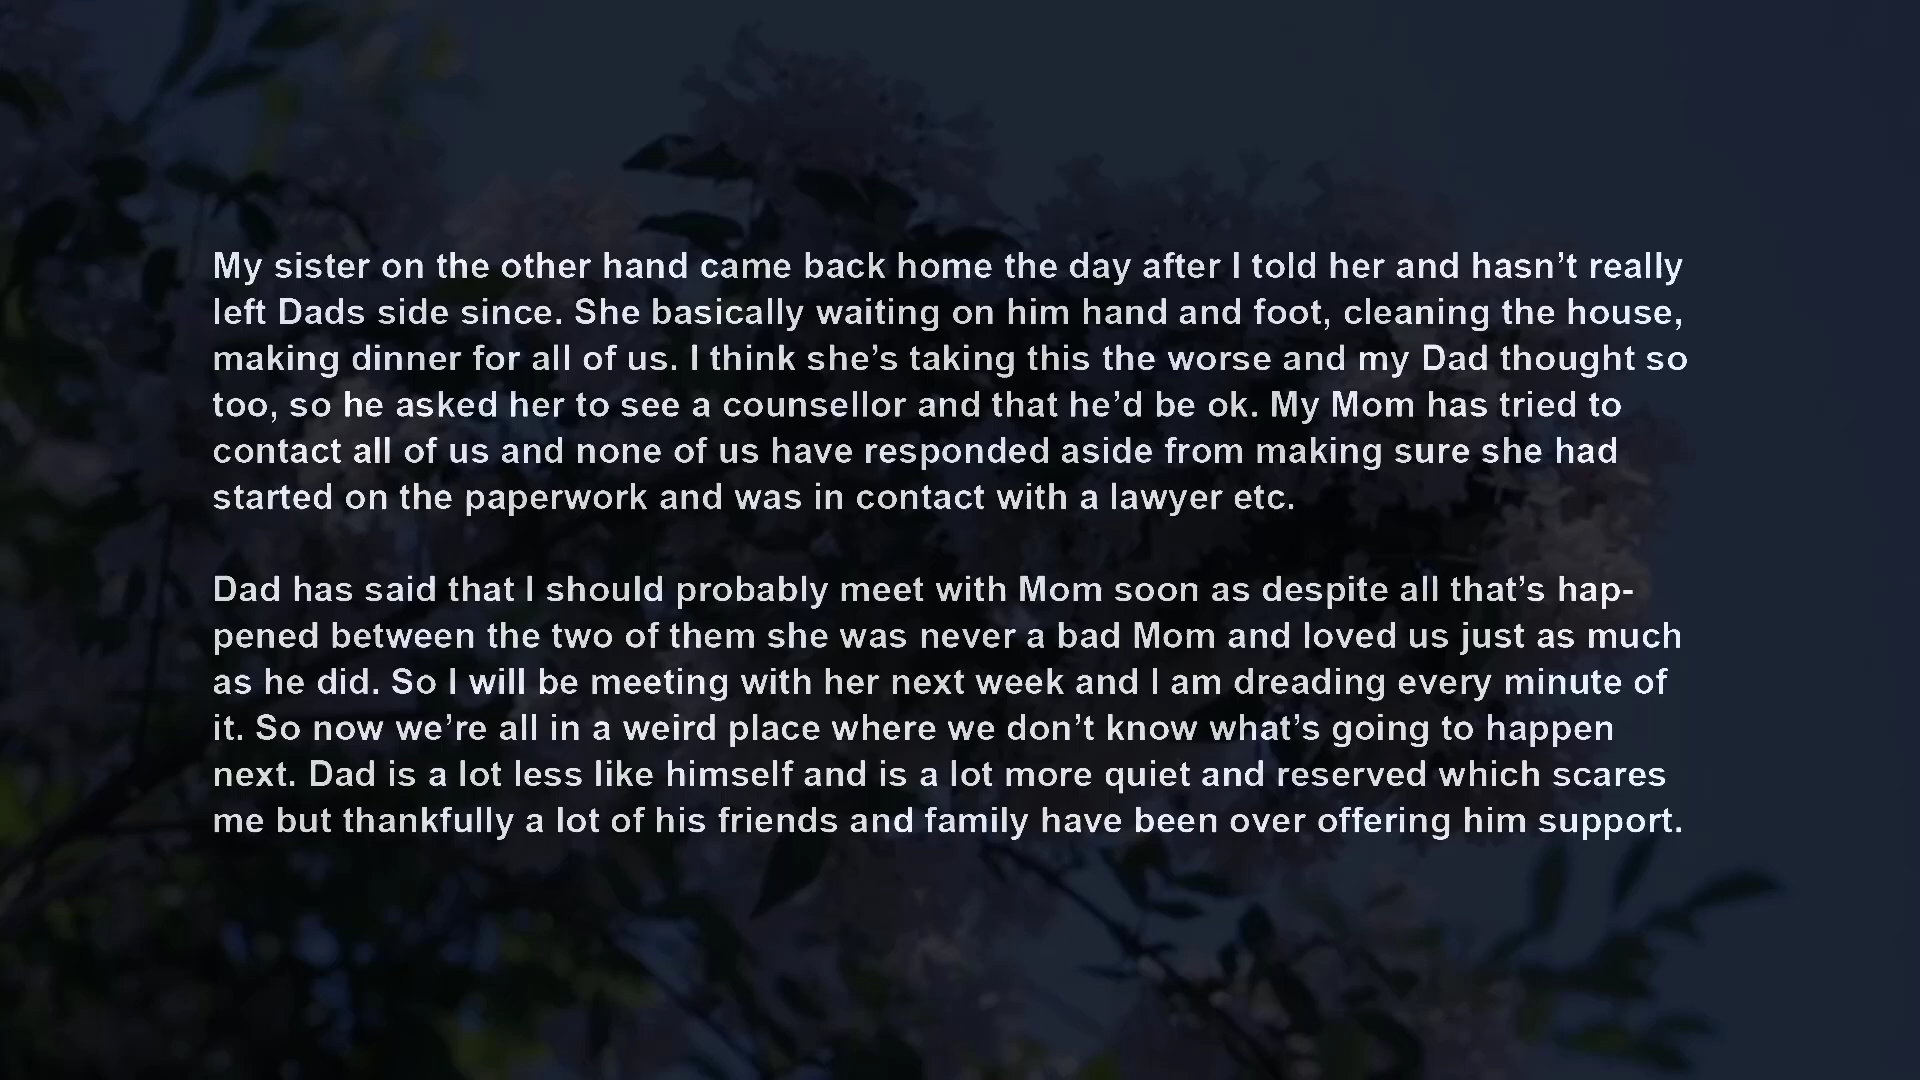 My sister on the other hand came back home the day after I told her and hasn’t really
left Dads side since. She basically waiting on him hand and foot, cleaning the house,
making dinner for all of us. I think she’s taking this the worse and my Dad thought so
too, so he asked her to see a counsellor and that he’d be ok. My Mom has tried to
contact all of us and none of us have responded aside from making sure she had
started on the paperwork and was in contact with a lawyer etc.
Dad has said that I should probably meet with Mom soon as despite all that’s hap-
pened between the two of them she was never a bad Mom and loved us just as much
as he did. So I will be meeting with her next week and I am dreading every minute of
it. So now we’re all in a weird place where we don’t know what’s going to happen
next. Dad is a lot less like himself and is a lot more quiet and reserved which scares
me but thankfully a lot of his friends and family have been over offering him support.